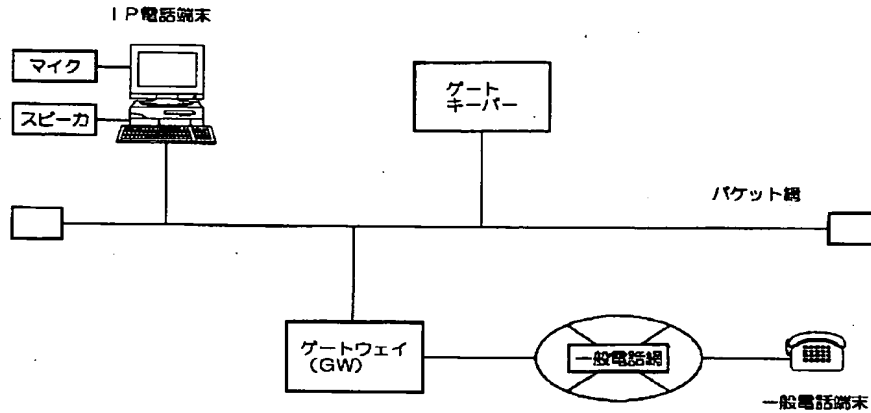 IP電話端末
マイク
スピーカ
ゲート
キーパー
パケット網
ゲートウェイ
(GW)
一般電話網
一般電話端末